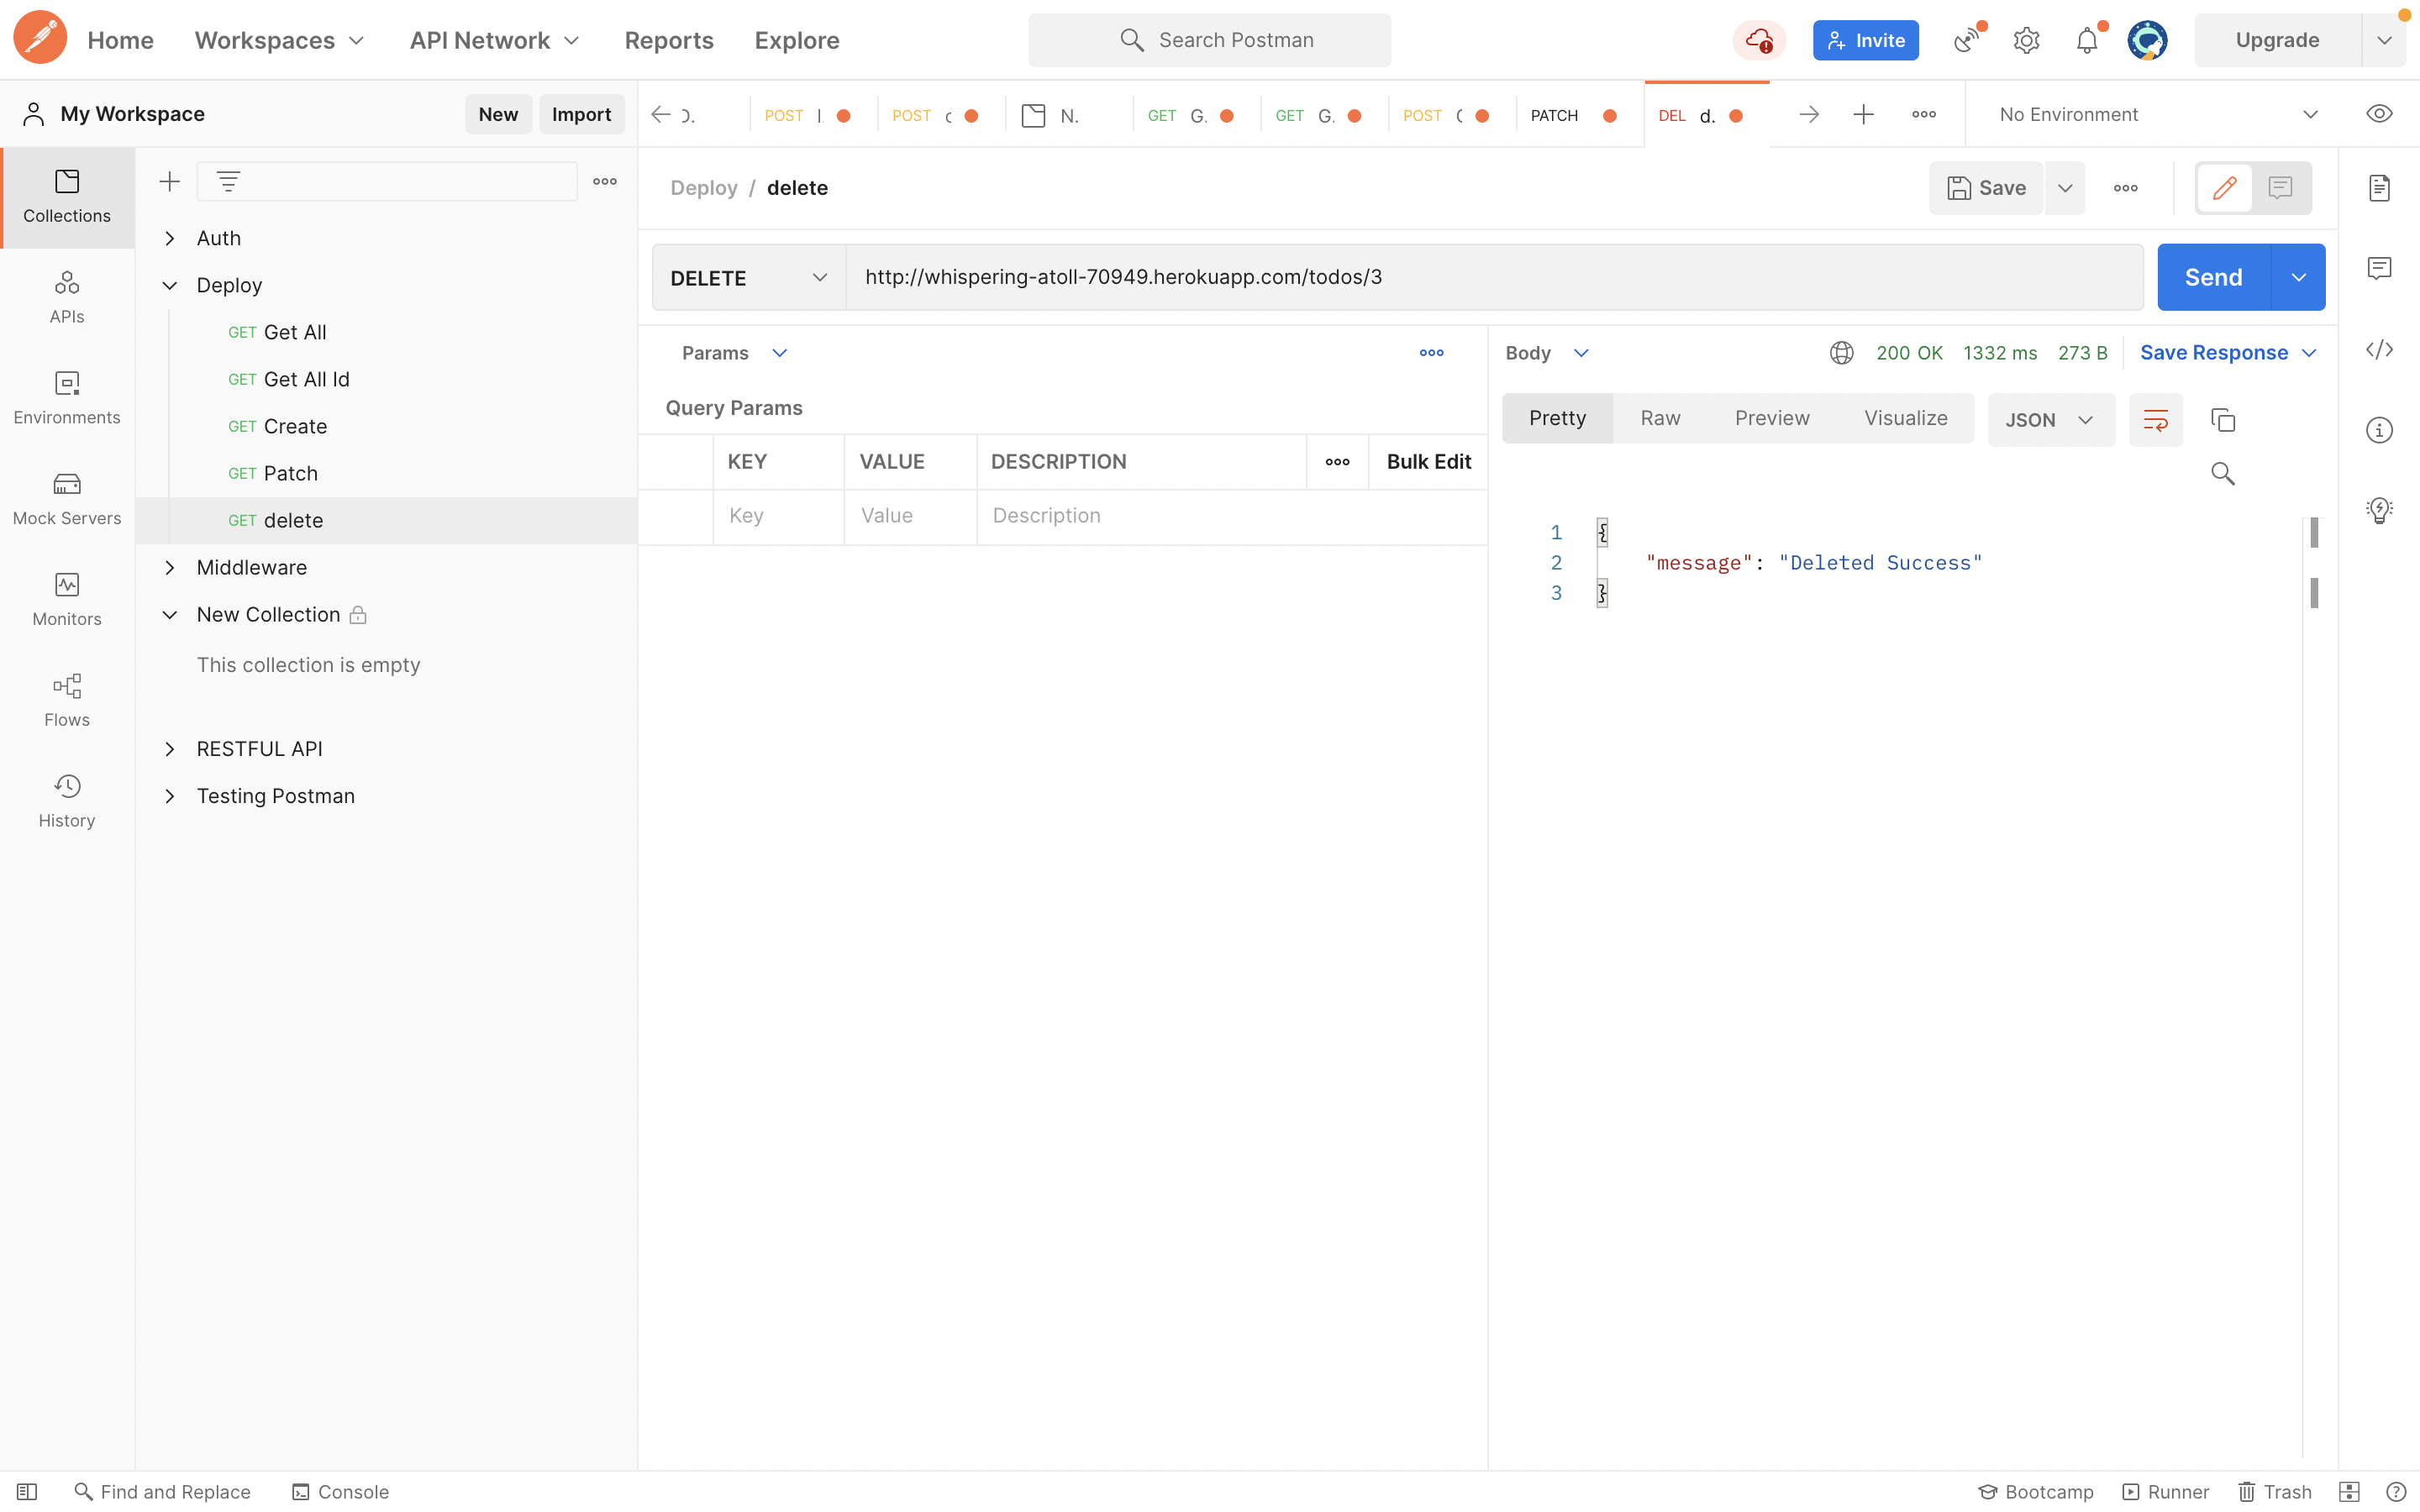 Home Workspaces API Network Reports Explore Search Postman Invite Upgrade
My Workspace New Import POST POST N. GET G. GET G. POST PATCH DEL d. No Environment
Collections
APIs
Environments
Mock Servers
Monitors
Flows
History
Auth
Deploy
GET Get All
GET Get All Id
GET Create
GET Patch
GET delete
Middleware
New Collection
This collection is empty
RESTFUL API
Testing Postman
Deploy / delete Save
DELETE http://whispering-atoll-70949.herokuapp.com/todos/3 Send
Params
Query Params
KEY VALUE DESCRIPTION Bulk Edit
Key Value Description
Body 200 OK 1332 ms 273 B Save Response
Pretty Raw Preview Visualize JSON
1 {
2 "message": "Deleted Success"
3 }
Find and Replace Console Bootcamp Runner Trash